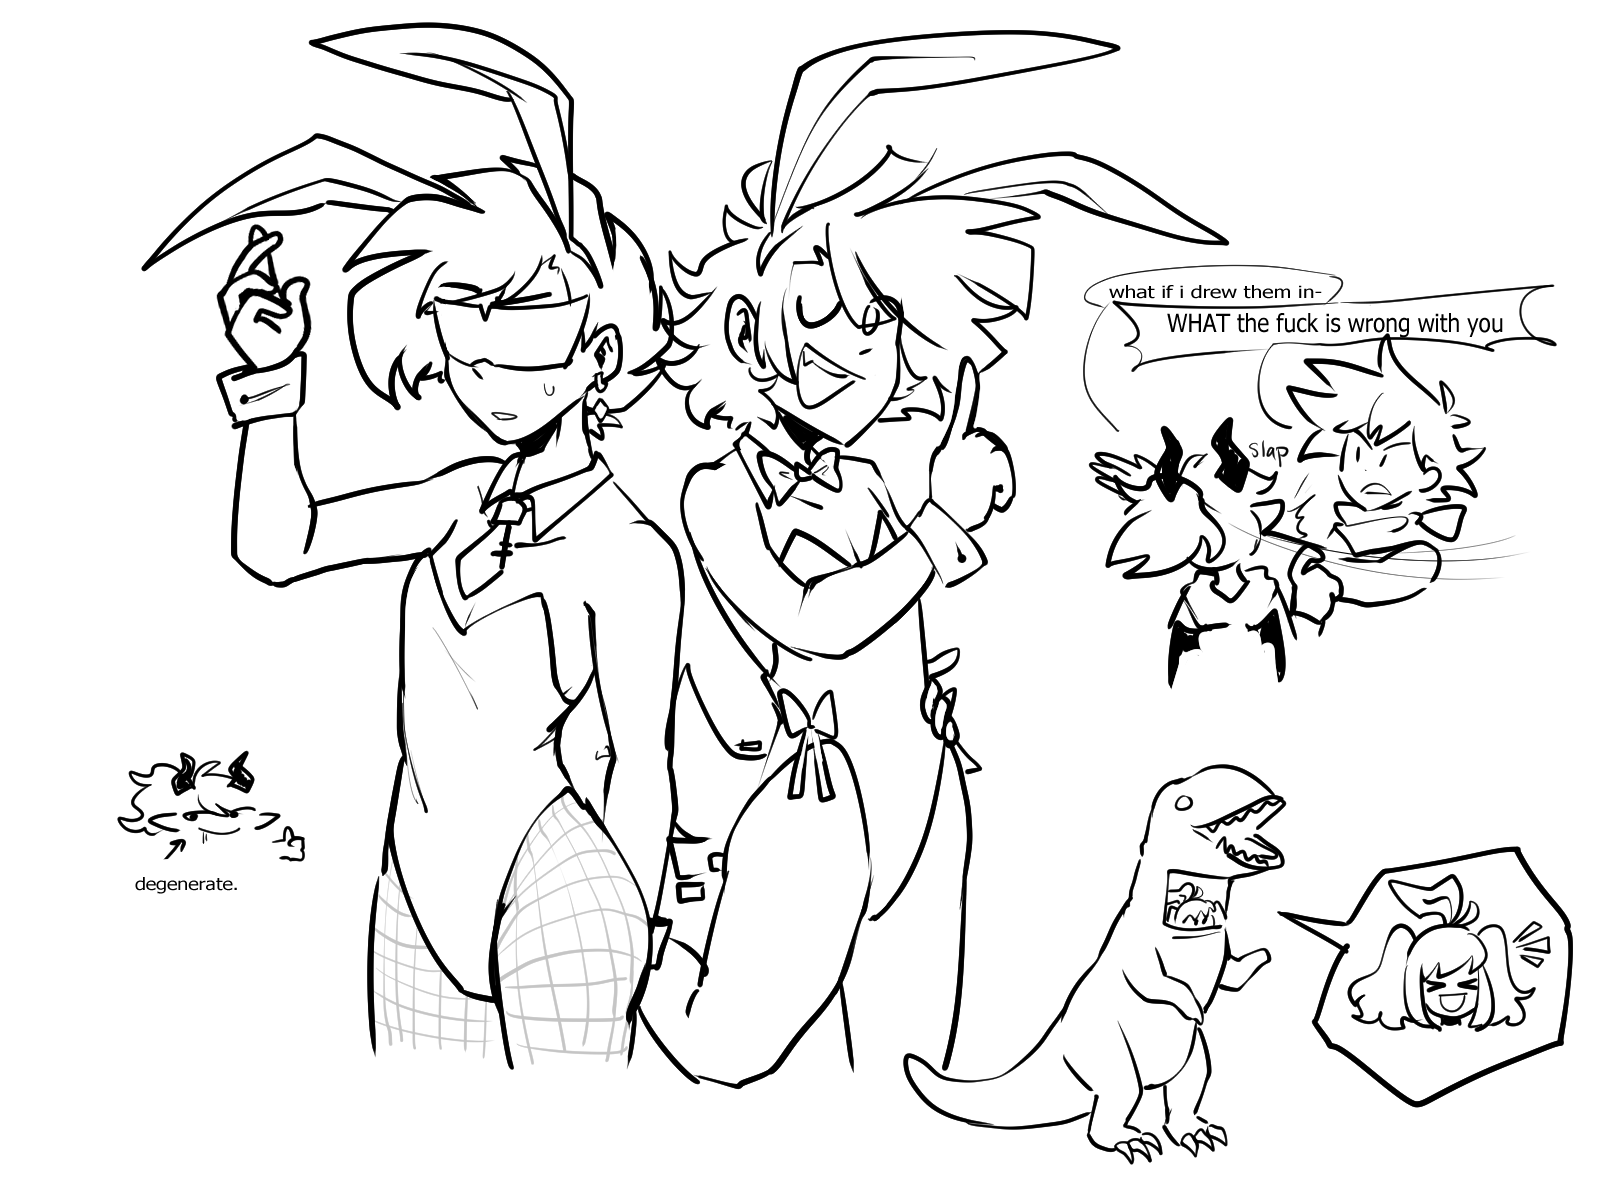 what if i drew them in-
WHAT the fuck is wrong with you
slap
degenerate.